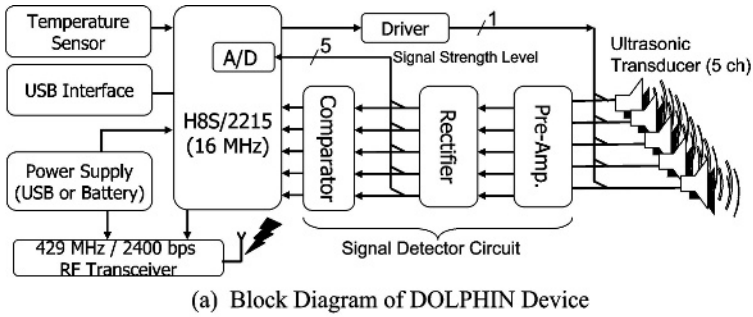 Temperature
Sensor
USB Interface
Power Supply
(USB or Battery)
429 MHz / 2400 bps
RF Transceiver
A/D
H8S/2215
(16 MHz)
Driver
1
5
Signal Strength Level
Comparator
Rectifier
Pre-Amp.
Signal Detector Circuit
Ultrasonic
Transducer (5 ch)
(a) Block Diagram of DOLPHIN Device